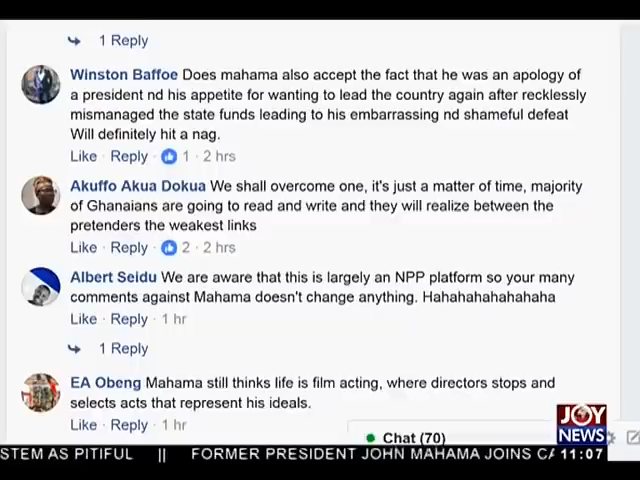 1 Reply
Winston Baffoe Does mahama also accept the fact that he was an apology of
a president nd his appetite for wanting to lead the country again after recklessly
mismanaged the state funds leading to his embarrassing nd shameful defeat
Will definitely hit a nag.
Like · Reply · 1 · 2 hrs
Akuffo Akua Dokua We shall overcome one, it's just a matter of time, majority
of Ghanaians are going to read and write and they will realize between the
pretenders the weakest links
Like · Reply · 2 · 2 hrs
Albert Seidu We are aware that this is largely an NPP platform so your many
comments against Mahama doesn't change anything. Hahahahahahahaha
Like · Reply · 1 hr
1 Reply
EA Obeng Mahama still thinks life is film acting, where directors stops and
selects acts that represent his ideals.
Like · Reply · 1 hr
Chat (70)
JOY
NEWS
STEM AS PITIFUL || FORMER PRESIDENT JOHN MAHAMA JOINS CA 11:07